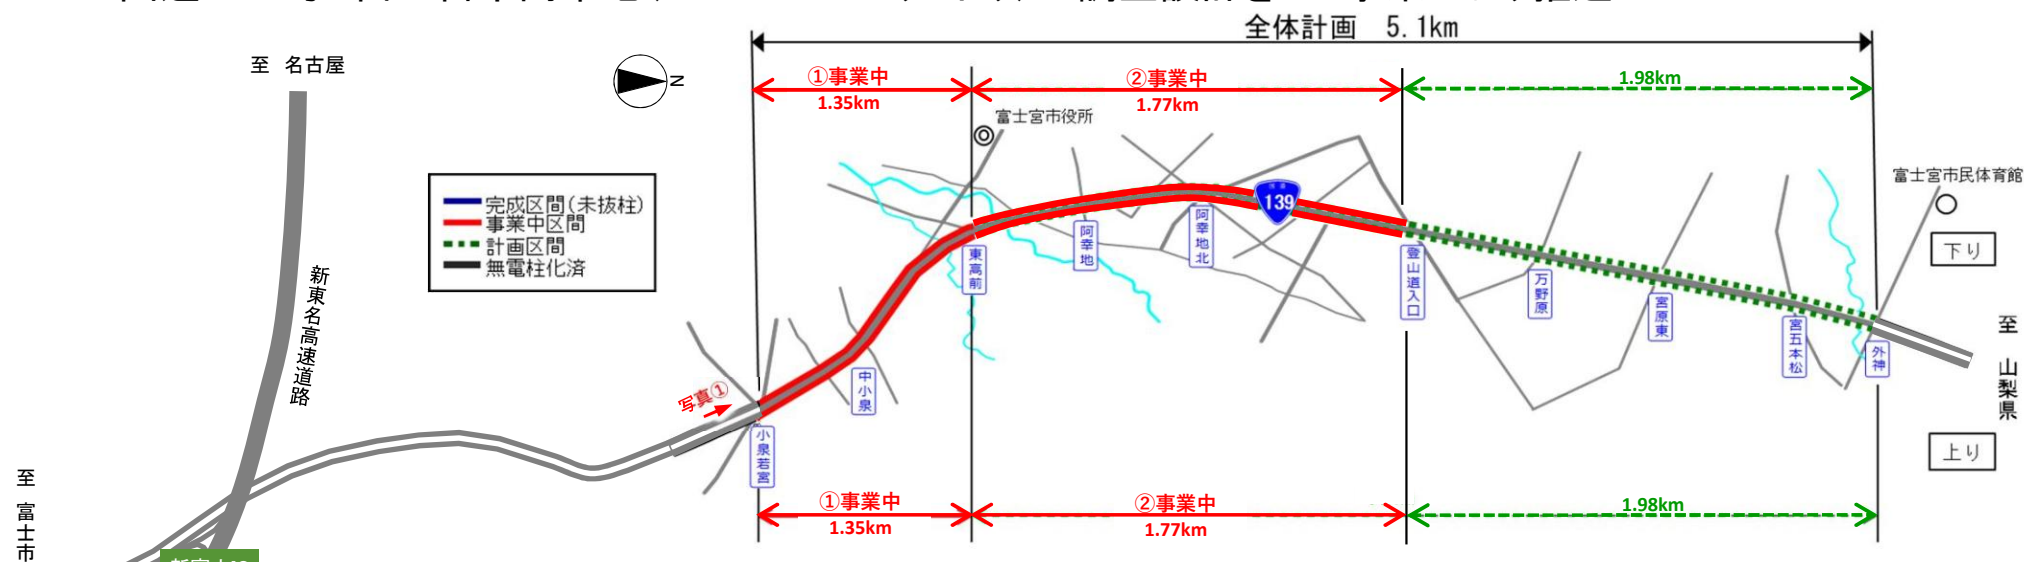 全体計画 5.1km
至 名古屋
N
①事業中
1.35km
②事業中
1.77km
1.98km
富士宮市役所
富士宮市民体育館
完成区間(未抜柱)
事業中区間
計画区間
無電柱化済
139
下り
新東名高速道路
東高前
阿幸地
阿幸地北
登山道入口
万野原
宮原東
宮五本松
外神
至 山梨県
中小泉
写真①
小泉若宮
上り
至 富士市
①事業中
1.35km
②事業中
1.77km
1.98km